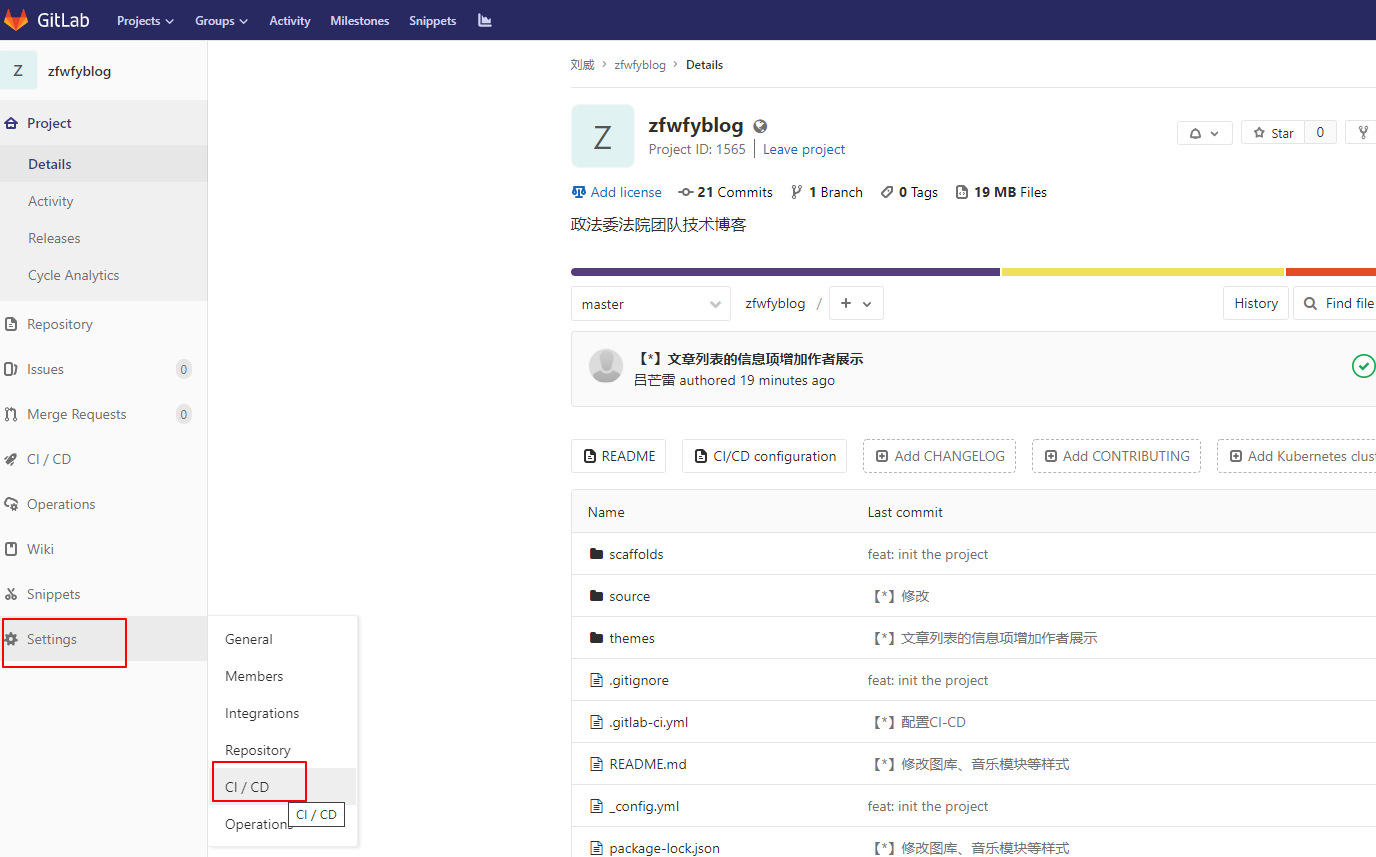 GitLab Projects Groups Activity Milestones Snippets
Z zfwfyblog
Project
Details
Activity
Releases
Cycle Analytics
Repository
Issues 0
Merge Requests 0
CI / CD
Operations
Wiki
Snippets
Settings
General
Members
Integrations
Repository
CI / CD
CI / CD
Operations
刘威 > zfwfyblog > Details
Z
zfwfyblog
Project ID: 1565 Leave project
Star 0
Add license 21 Commits 1 Branch 0 Tags 19 MB Files
政法委法院团队技术博客
master zfwfyblog / +
History Find file
【*】文章列表的信息项增加作者展示
吕芒雷 authored 19 minutes ago
README CI/CD configuration Add CHANGELOG Add CONTRIBUTING Add Kubernetes clust
Name Last commit
scaffolds feat: init the project
source 【*】修改
themes 【*】文章列表的信息项增加作者展示
.gitignore feat: init the project
.gitlab-ci.yml 【*】配置CI-CD
README.md 【*】修改图库、音乐模块等样式
_config.yml feat: init the project
package-lock.json 【*】修改图库、音乐模块等样式